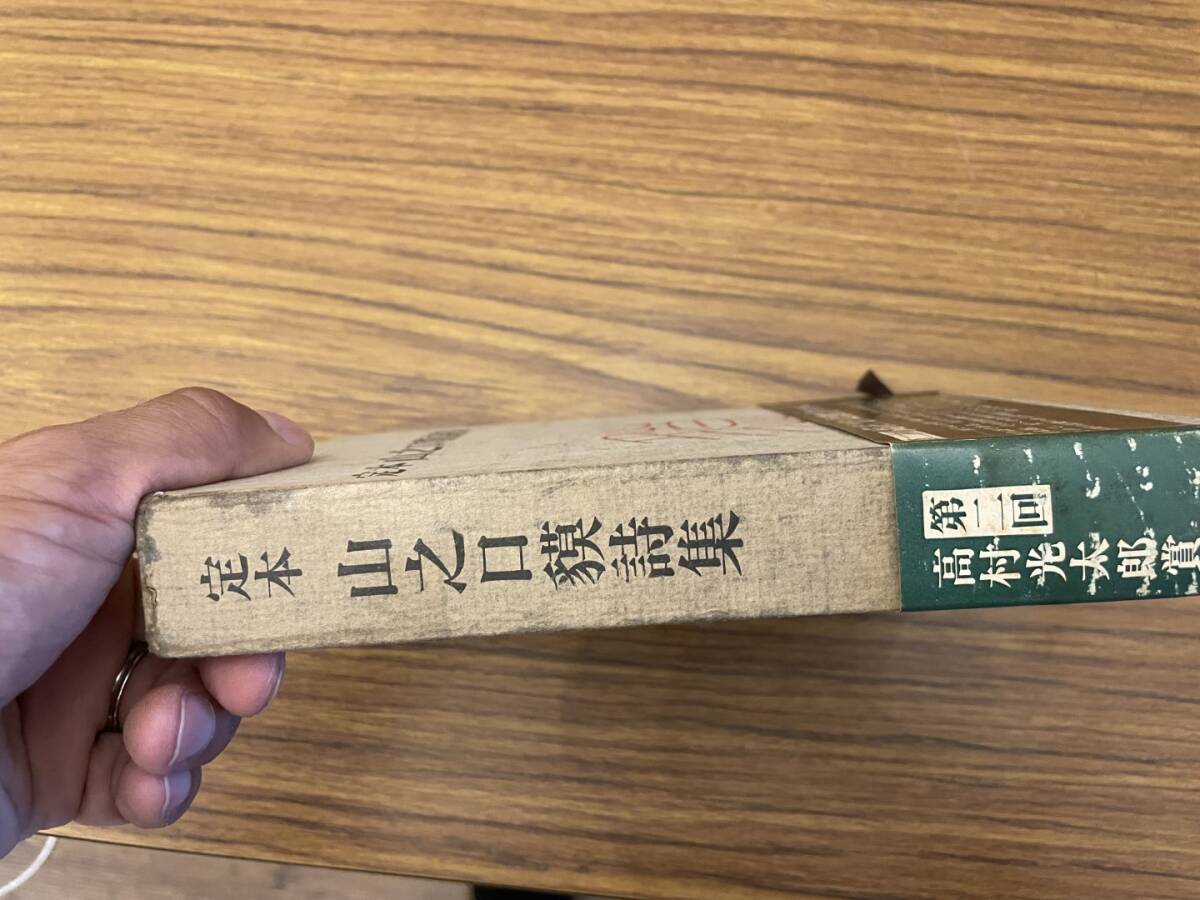 定本 山之口貘詩集
第二回
高村光太郎賞